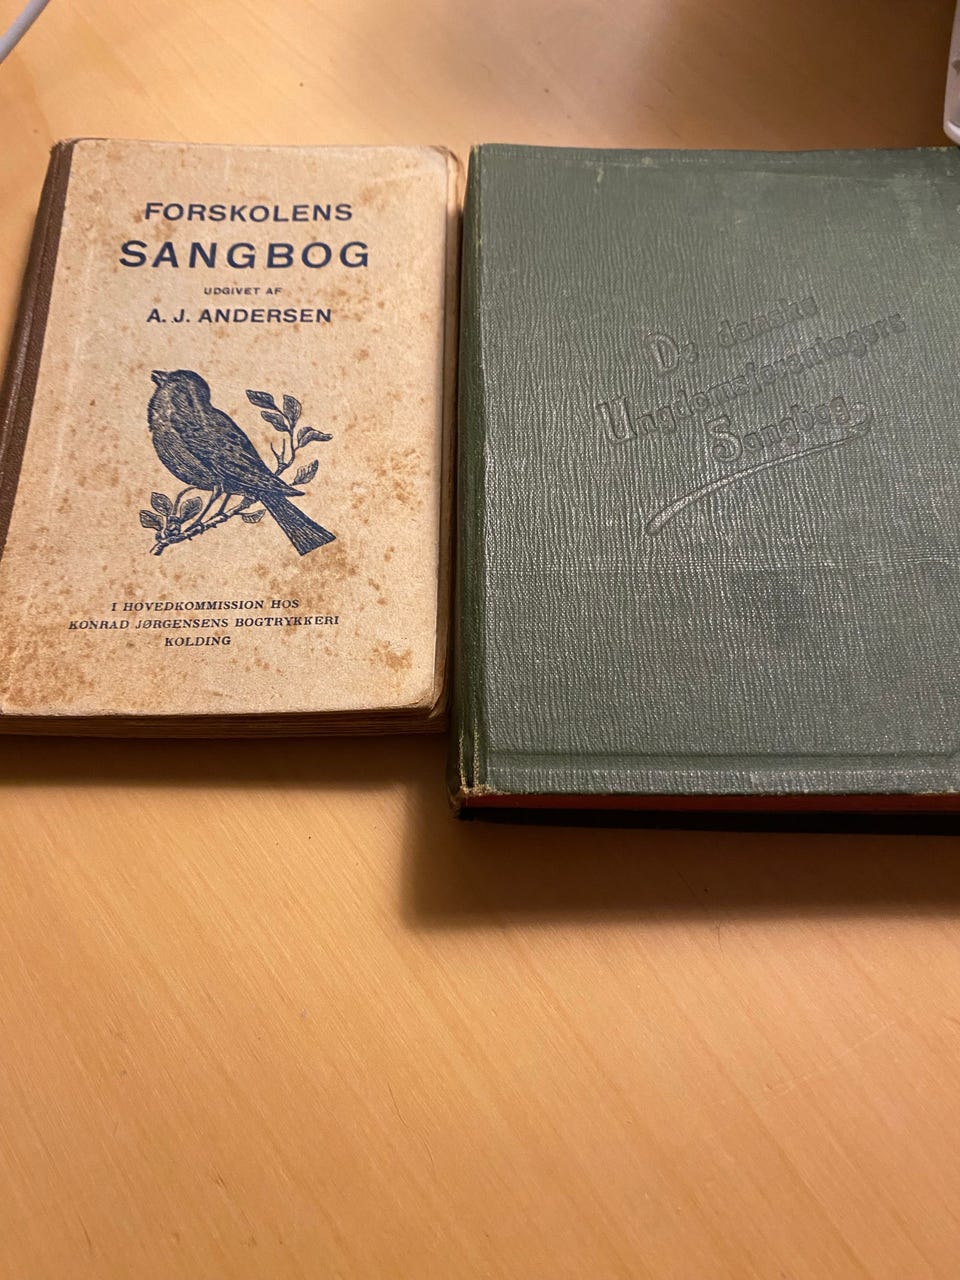 FORSKOLENS
SANGBOG
UDGIVET AF
A. J. ANDERSEN
I HOVEDKOMMISSION HOS
KONRAD JØRGENSENS BOGTRYKKERI
KOLDING
De danske
Ungdomsforeningers
Sangbog.